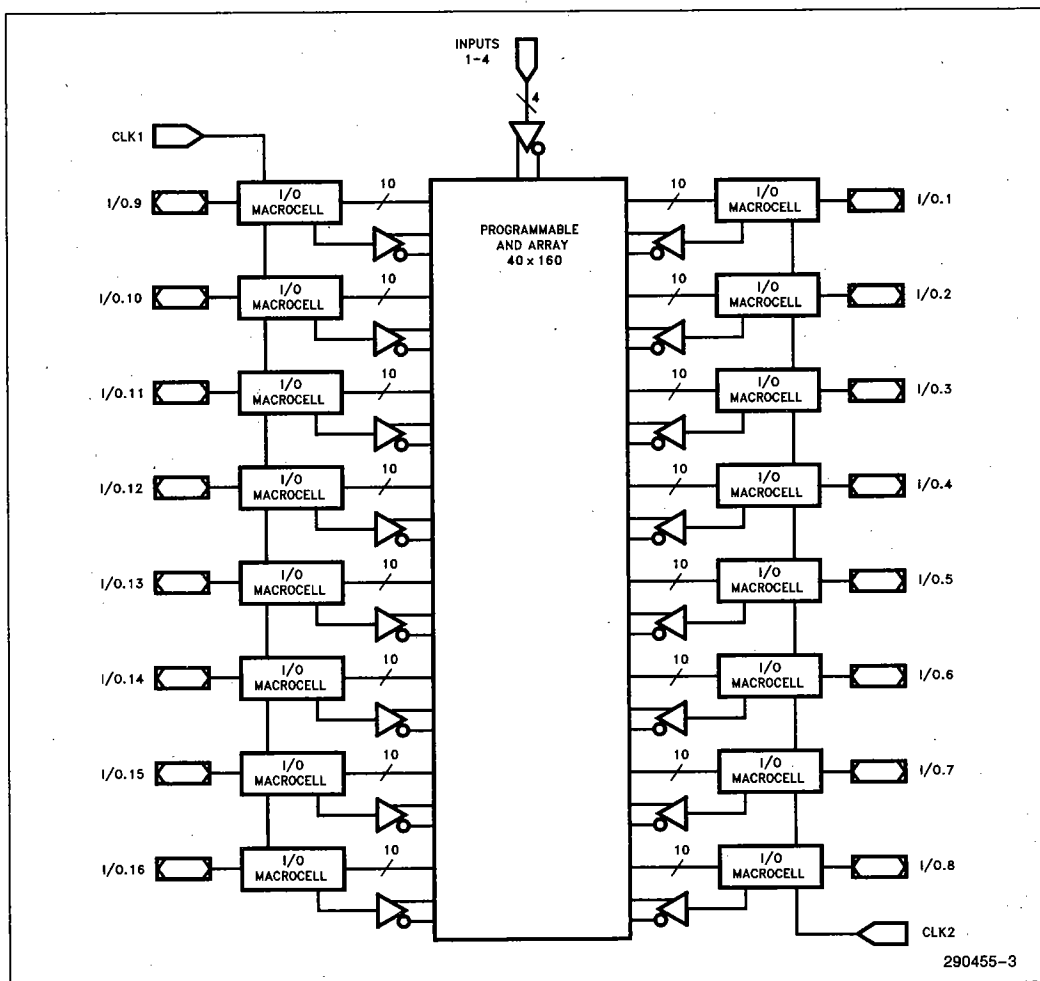 INPUTS
1-4
4
CLK1
I/O.9
I/O
MACROCELL
10
PROGRAMMABLE
AND ARRAY
40 x 160
10
I/O
MACROCELL
I/O.1
I/O.10
I/O
MACROCELL
10
10
I/O
MACROCELL
I/O.2
I/O.11
I/O
MACROCELL
10
10
I/O
MACROCELL
I/O.3
I/O.12
I/O
MACROCELL
10
10
I/O
MACROCELL
I/O.4
I/O.13
I/O
MACROCELL
10
10
I/O
MACROCELL
I/O.5
I/O.14
I/O
MACROCELL
10
10
I/O
MACROCELL
I/O.6
I/O.15
I/O
MACROCELL
10
10
I/O
MACROCELL
I/O.7
I/O.16
I/O
MACROCELL
10
10
I/O
MACROCELL
I/O.8
CLK2
290455-3